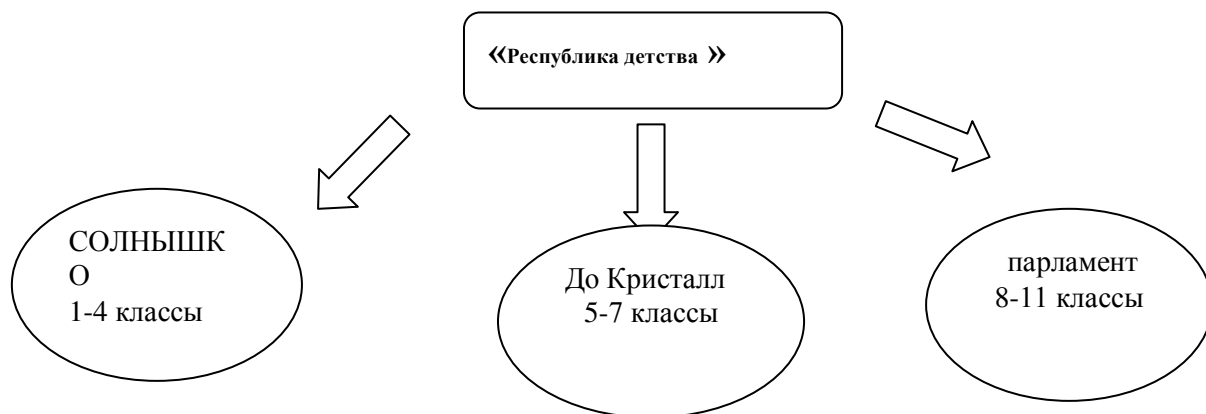 «Республика детства »
СОЛНЫШК
О
1-4 классы
До Кристалл
5-7 классы
парламент
8-11 классы